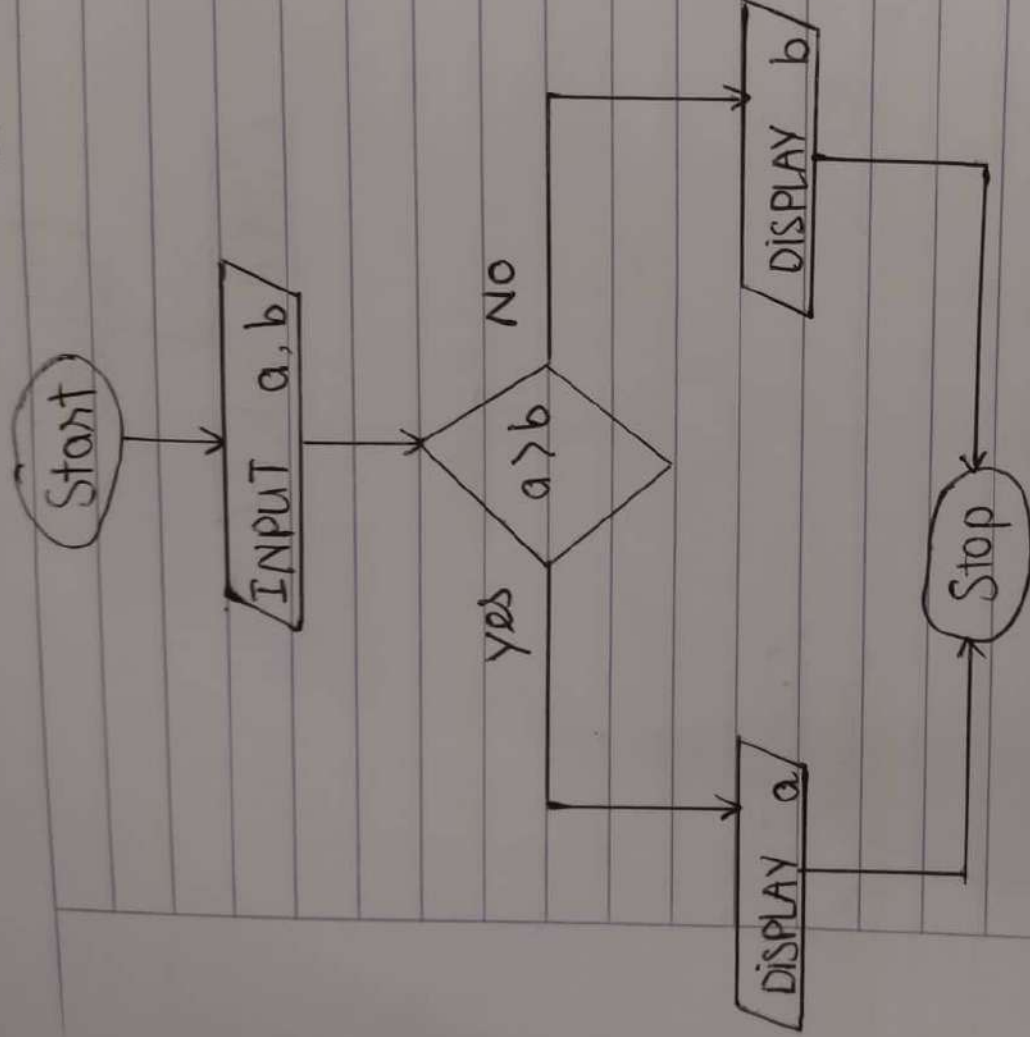 Start
INPUT a, b
a>b
yes
NO
DISPLAY a
DISPLAY b
Stop